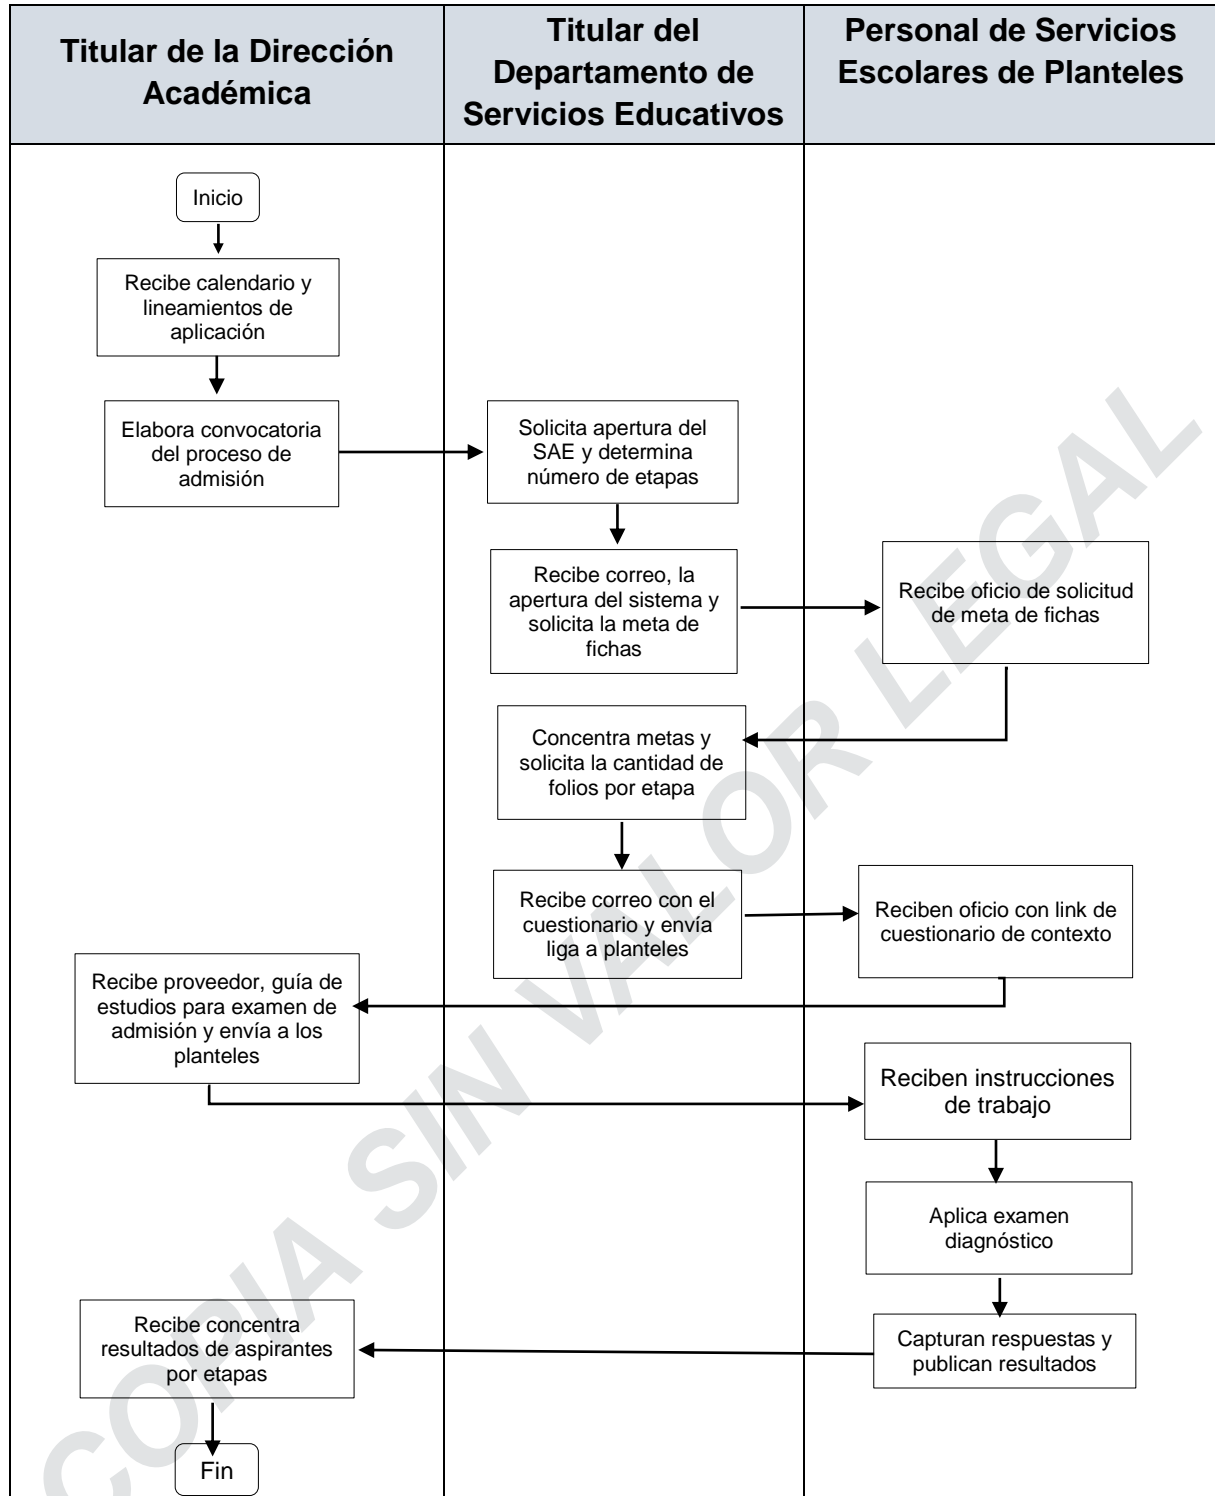 Titular de la Dirección
Académica
Titular del
Departamento de
Servicios Educativos
Personal de Servicios
Escolares de Planteles
Inicio
Recibe calendario y
lineamientos de
aplicación
Elabora convocatoria
del proceso de
admisión
Solicita apertura del
SAE y determina
número de etapas
Recibe correo, la
apertura del sistema y
solicita la meta de
fichas
Recibe oficio de solicitud
de meta de fichas
Concentra metas y
solicita la cantidad de
folios por etapa
Recibe correo con el
cuestionario y envía
liga a planteles
Reciben oficio con link de
cuestionario de contexto
Recibe proveedor, guía de
estudios para examen de
admisión y envía a los
planteles
Reciben instrucciones
de trabajo
Aplica examen
diagnóstico
Capturan respuestas y
publican resultados
Recibe concentra
resultados de aspirantes
por etapas
Fin
COPIA SIN VALOR LEGAL